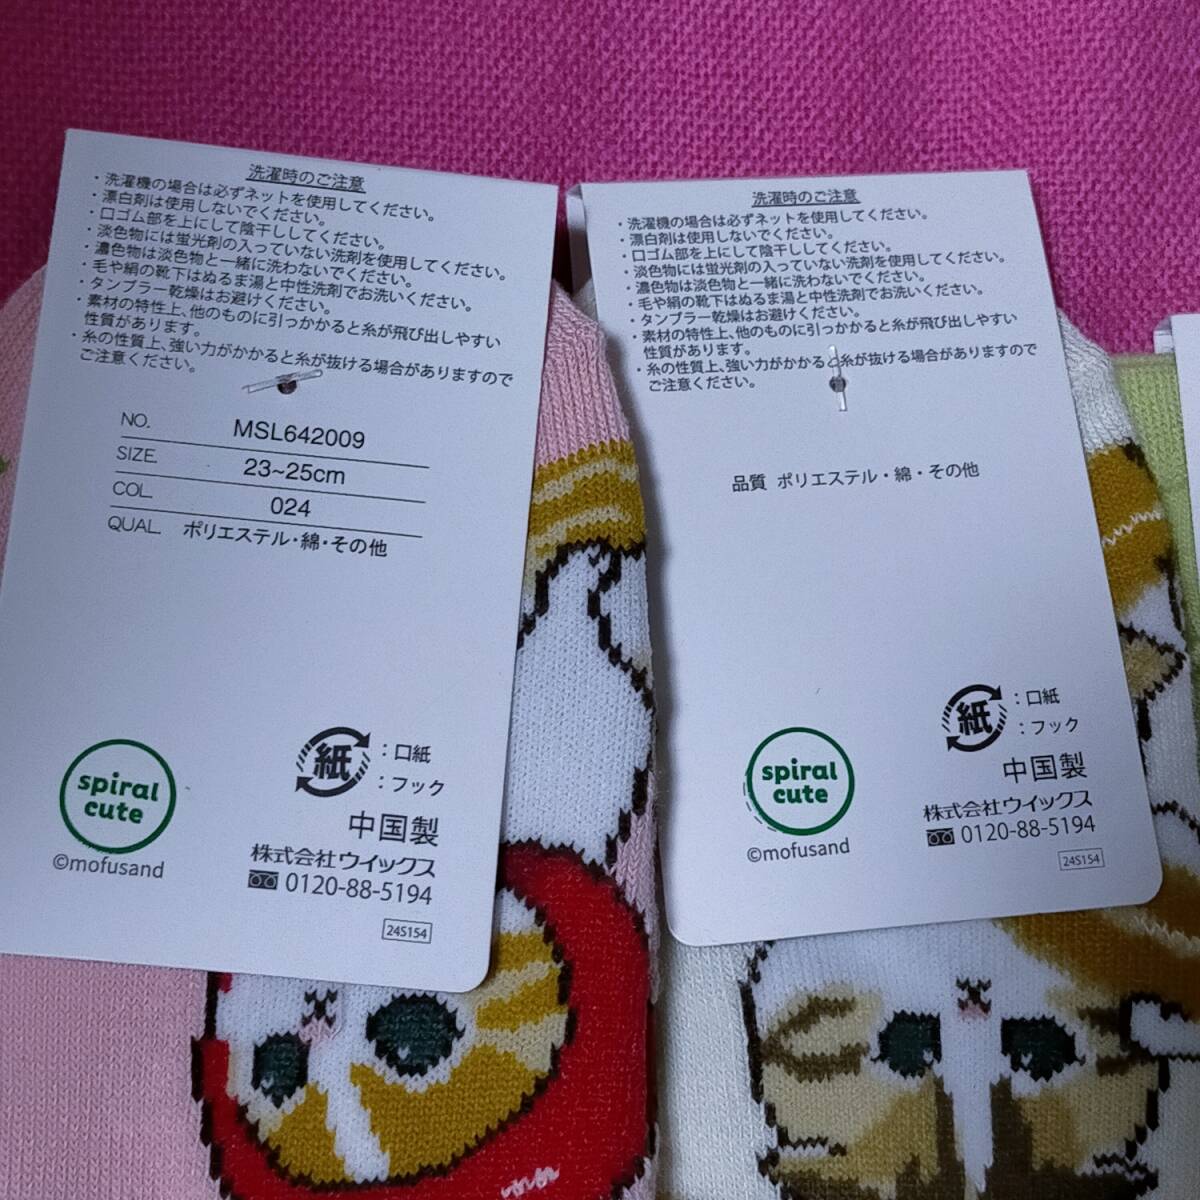 洗濯時のご注意
・洗濯機の場合は必ずネットを使用してください。
・漂白剤は使用しないでください。
・口ゴム部を上にして陰干ししてください。
・淡色物には蛍光剤の入っていない洗剤を使用してください。
・濃色物は淡色物と一緒に洗わないでください。
・毛や絹の靴下はぬるま湯と中性洗剤でお洗いください。
・タンブラー乾燥はお避けください。
・素材の特性上、他のものに引っかかると糸が飛び出しやすい
性質があります。
・糸の性質上、強い力がかかると糸が抜ける場合がありますので
ご注意ください。
NO. MSL642009
SIZE 23~25cm
COL. 024
QUAL. ポリエステル・綿・その他
紙 : 口紙
: フック
中国製
spiral
cute
©mofusand
株式会社ウイックス
0120-88-5194
24S154
洗濯時のご注意
・洗濯機の場合は必ずネットを使用してください。
・漂白剤は使用しないでください。
・口ゴム部を上にして陰干ししてください。
・淡色物には蛍光剤の入っていない洗剤を使用してください。
・濃色物は淡色物と一緒に洗わないでください。
・毛や絹の靴下はぬるま湯と中性洗剤でお洗いください。
・タンブラー乾燥はお避けください。
・素材の特性上、他のものに引っかかると糸が飛び出しやすい
性質があります。
・糸の性質上、強い力がかかると糸が抜ける場合がありますので
ご注意ください。
品質 ポリエステル・綿・その他
紙 : 口紙
: フック
中国製
spiral
cute
©mofusand
株式会社ウイックス
0120-88-5194
24S154